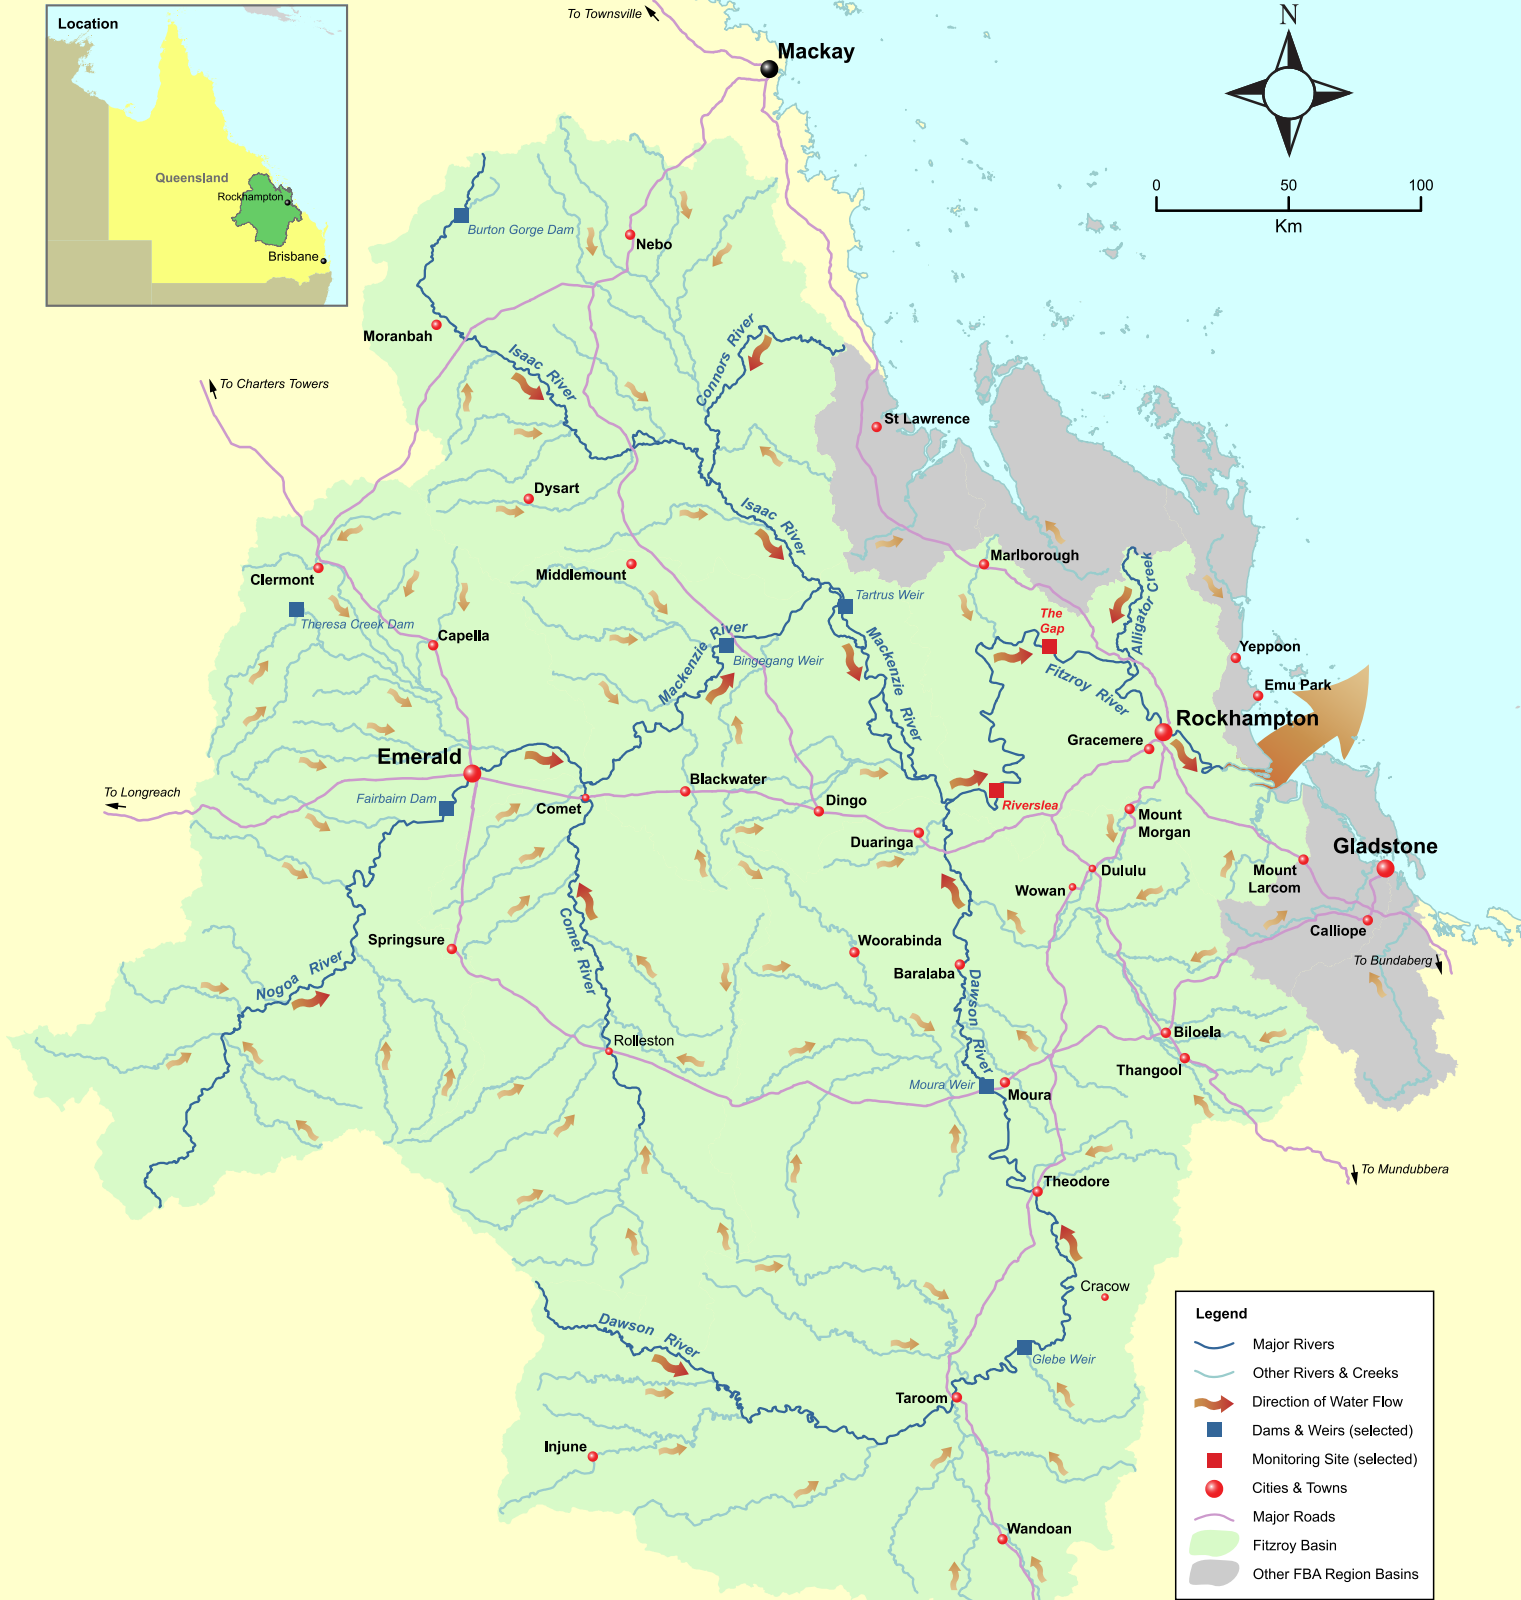 Location
Queensland
Rockhampton
Brisbane
To Townsville
Mackay
N
0 50 100
Km
Burton Gorge Dam
Nebo
Moranbah
Isaac River
Connors River
To Charters Towers
St Lawrence
Dysart
Isaac River
Clermont
Middlemount
Marlborough
Alligator Creek
Theresa Creek Dam
Tartrus Weir
The
Gap
Capella
Mackenzie River
Bingegang Weir
Mackenzie River
Yeppoon
Fitzroy River
Emu Park
Rockhampton
Gracemere
Emerald
To Longreach
Fairbairn Dam
Comet
Blackwater
Dingo
Riverslea
Duaringa
Mount
Morgan
Gladstone
Mount
Larcom
Dululu
Wowan
Calliope
Springsure
Comet River
Woorabinda
Baralaba
To Bundaberg
Nogoa River
Dawson River
Rolleston
Biloela
Thangool
Moura Weir
Moura
To Mundubbera
Theodore
Cracow
Dawson River
Glebe Weir
Taroom
Injune
Wandoan
Legend
Major Rivers
Other Rivers & Creeks
Direction of Water Flow
Dams & Weirs (selected)
Monitoring Site (selected)
Cities & Towns
Major Roads
Fitzroy Basin
Other FBA Region Basins